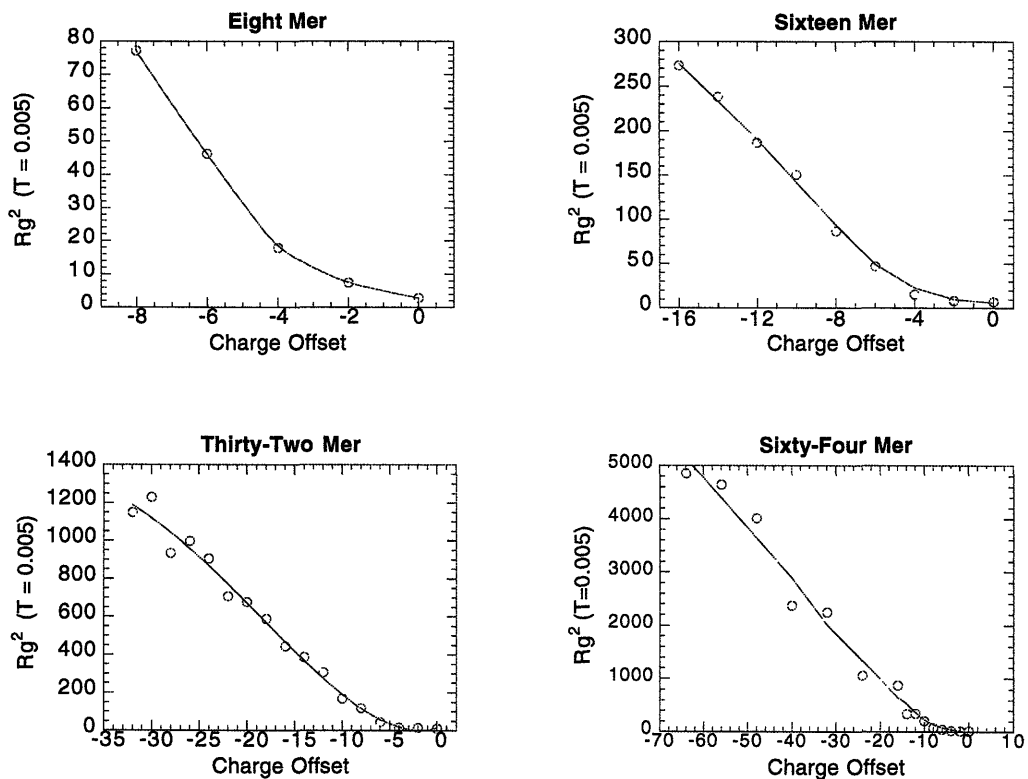 Eight Mer
80
70
60
50
40
30
20
10
0
Rg² (T = 0.005)
-8 -6 -4 -2 0
Charge Offset
Sixteen Mer
300
250
200
150
100
50
0
Rg² (T = 0.005)
-16 -12 -8 -4 0
Charge Offset
Thirty-Two Mer
1400
1200
1000
800
600
400
200
0
Rg² (T = 0.005)
-35 -30 -25 -20 -15 -10 -5 0
Charge Offset
Sixty-Four Mer
5000
4000
3000
2000
1000
0
Rg² (T=0.005)
-70 -60 -50 -40 -30 -20 -10 0 10
Charge Offset